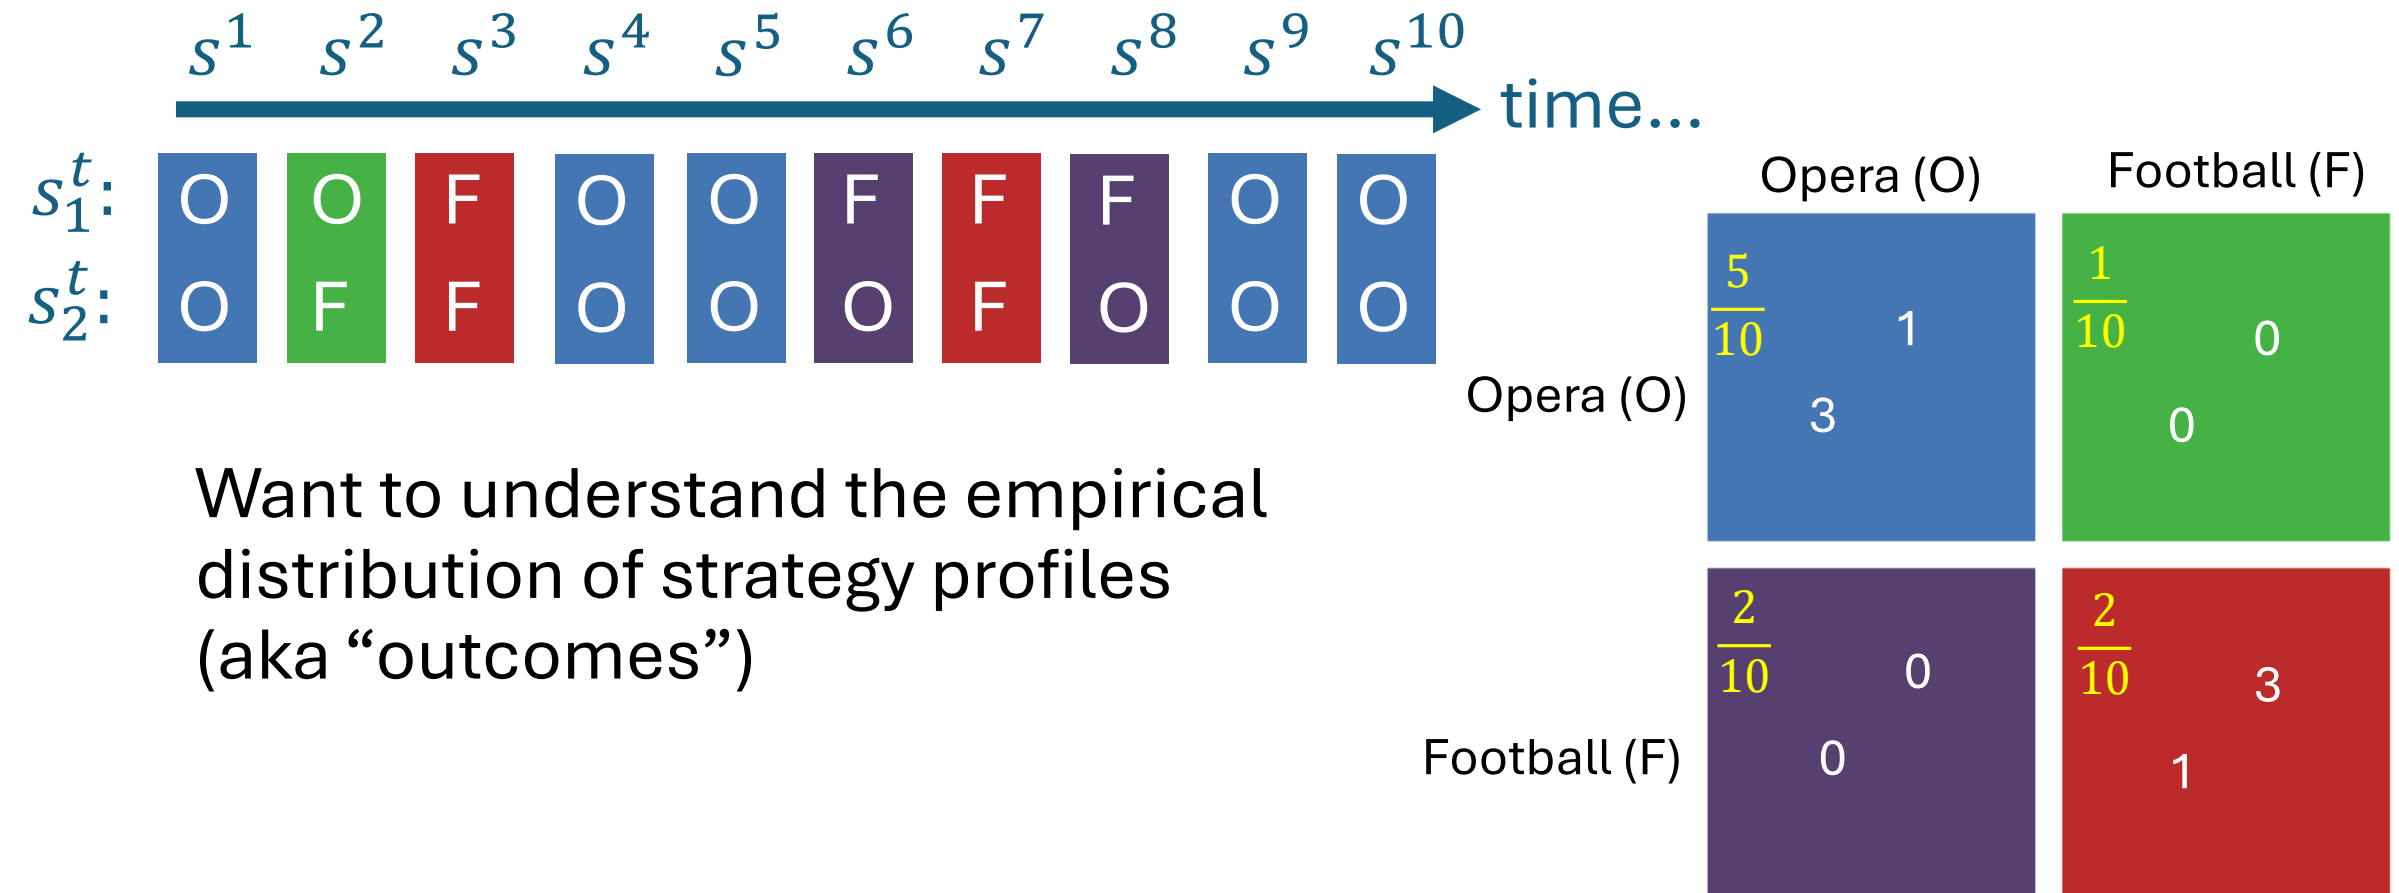 s¹ s² s³ s⁴ s⁵ s⁶ s⁷ s⁸ s⁹ s¹⁰
time...
s₁ᵗ: O O F O O F F F O O
s₂ᵗ: O F F O O O F O O O
Want to understand the empirical
distribution of strategy profiles
(aka “outcomes”)
Opera (O) Football (F)
Opera (O)
5/10 1
3
1/10 0
0
Football (F)
2/10 0
0
2/10 3
1